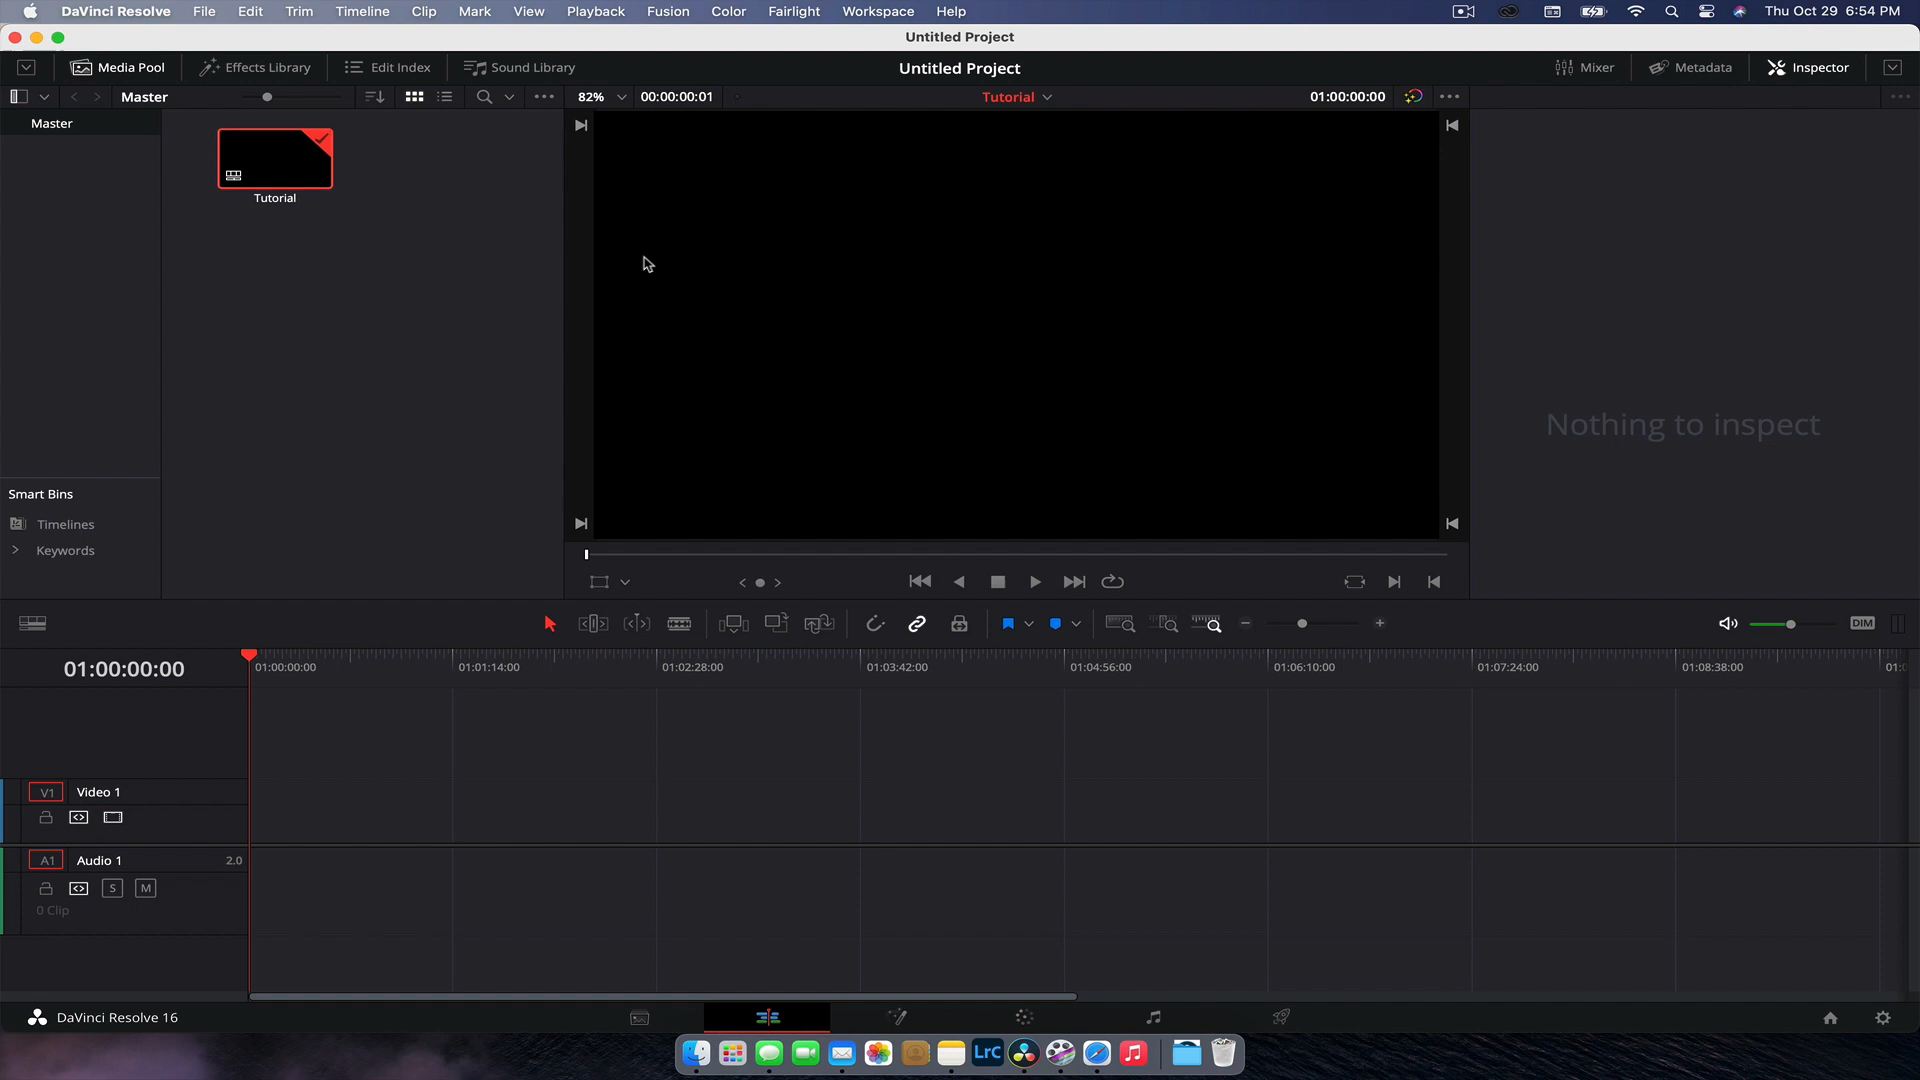 DaVinci Resolve File Edit Trim Timeline Clip Mark View Playback Fusion Color Fairlight Workspace Help Thu Oct 29 6:54 PM
Untitled Project
Media Pool Effects Library Edit Index Sound Library Untitled Project Mixer Metadata Inspector
Master 82% 00:00:00:01 Tutorial 01:00:00:00
Master
Tutorial
Nothing to inspect
Smart Bins
Timelines
Keywords
DIM
01:00:00:00 01:00:00:00 01:01:14:00 01:02:28:00 01:03:42:00 01:04:56:00 01:06:10:00 01:07:24:00 01:08:38:00 01:0
V1 Video 1
A1 Audio 1 2.0
S M
0 Clip
DaVinci Resolve 16
LrC